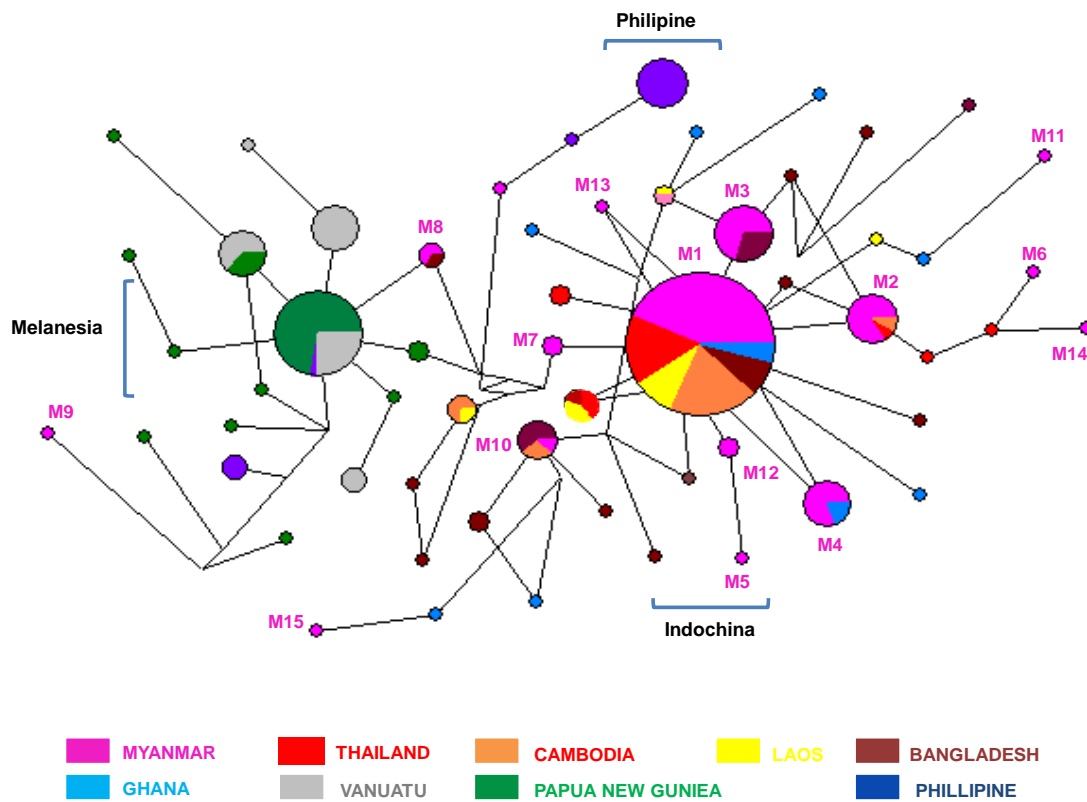 Philipine
M11
M13
M3
M8
M1
M6
M2
Melanesia
M7
M14
M9
M10
M12
M4
M5
M15
Indochina
MYANMAR THAILAND CAMBODIA LAOS BANGLADESH
GHANA VANUATU PAPUA NEW GUNIEA PHILLIPINE